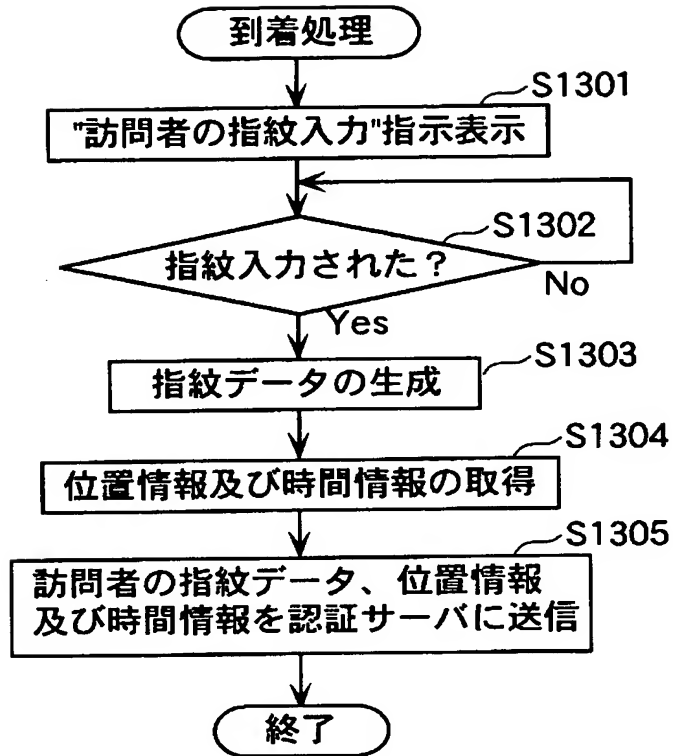 到着処理
S1301
"訪問者の指紋入力"指示表示
S1302
指紋入力された?
No
Yes
S1303
指紋データの生成
S1304
位置情報及び時間情報の取得
S1305
訪問者の指紋データ、位置情報
及び時間情報を認証サーバに送信
終了